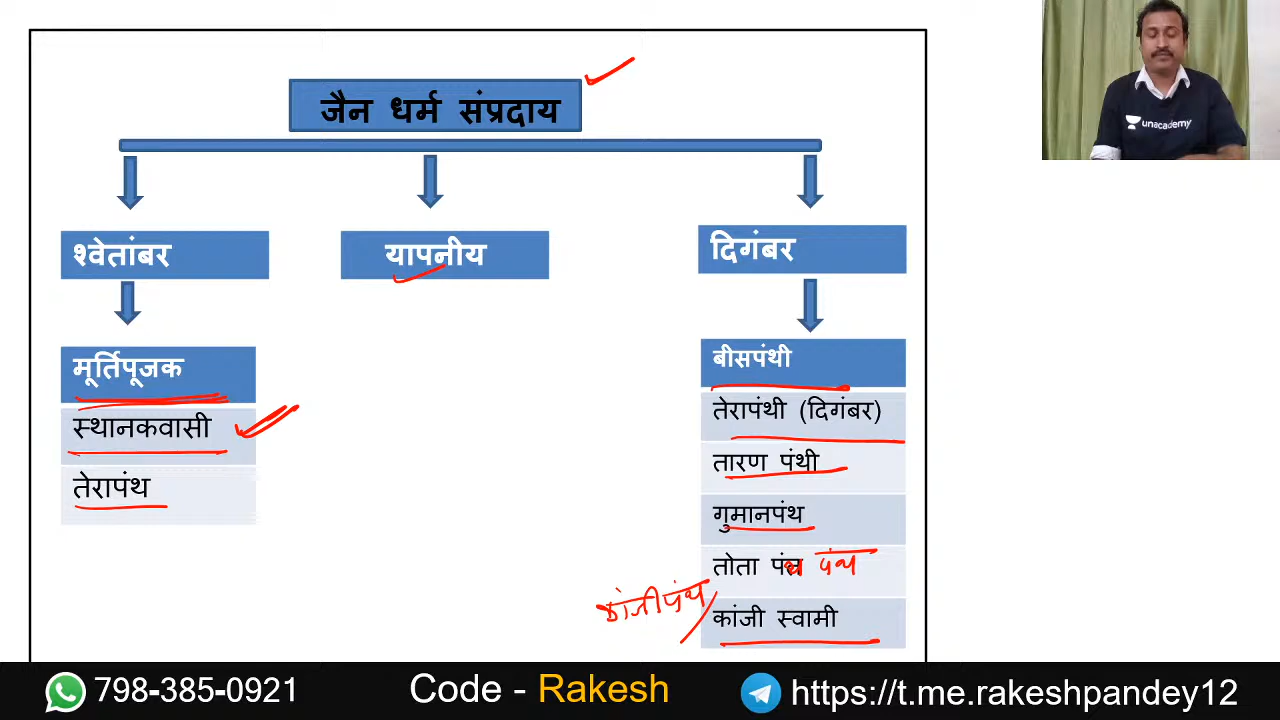 जैन धर्म संप्रदाय
unacademy
श्वेतांबर
यापनीय
दिगंबर
मूर्तिपूजक
स्थानकवासी
तेरापंथ
बीसपंथी
तेरापंथी (दिगंबर)
तारण पंथी
गुमानपंथ
तोता पंथ पंथ
कांजीपंथ कांजी स्वामी
798-385-0921
Code - Rakesh
https://t.me.rakeshpandey12